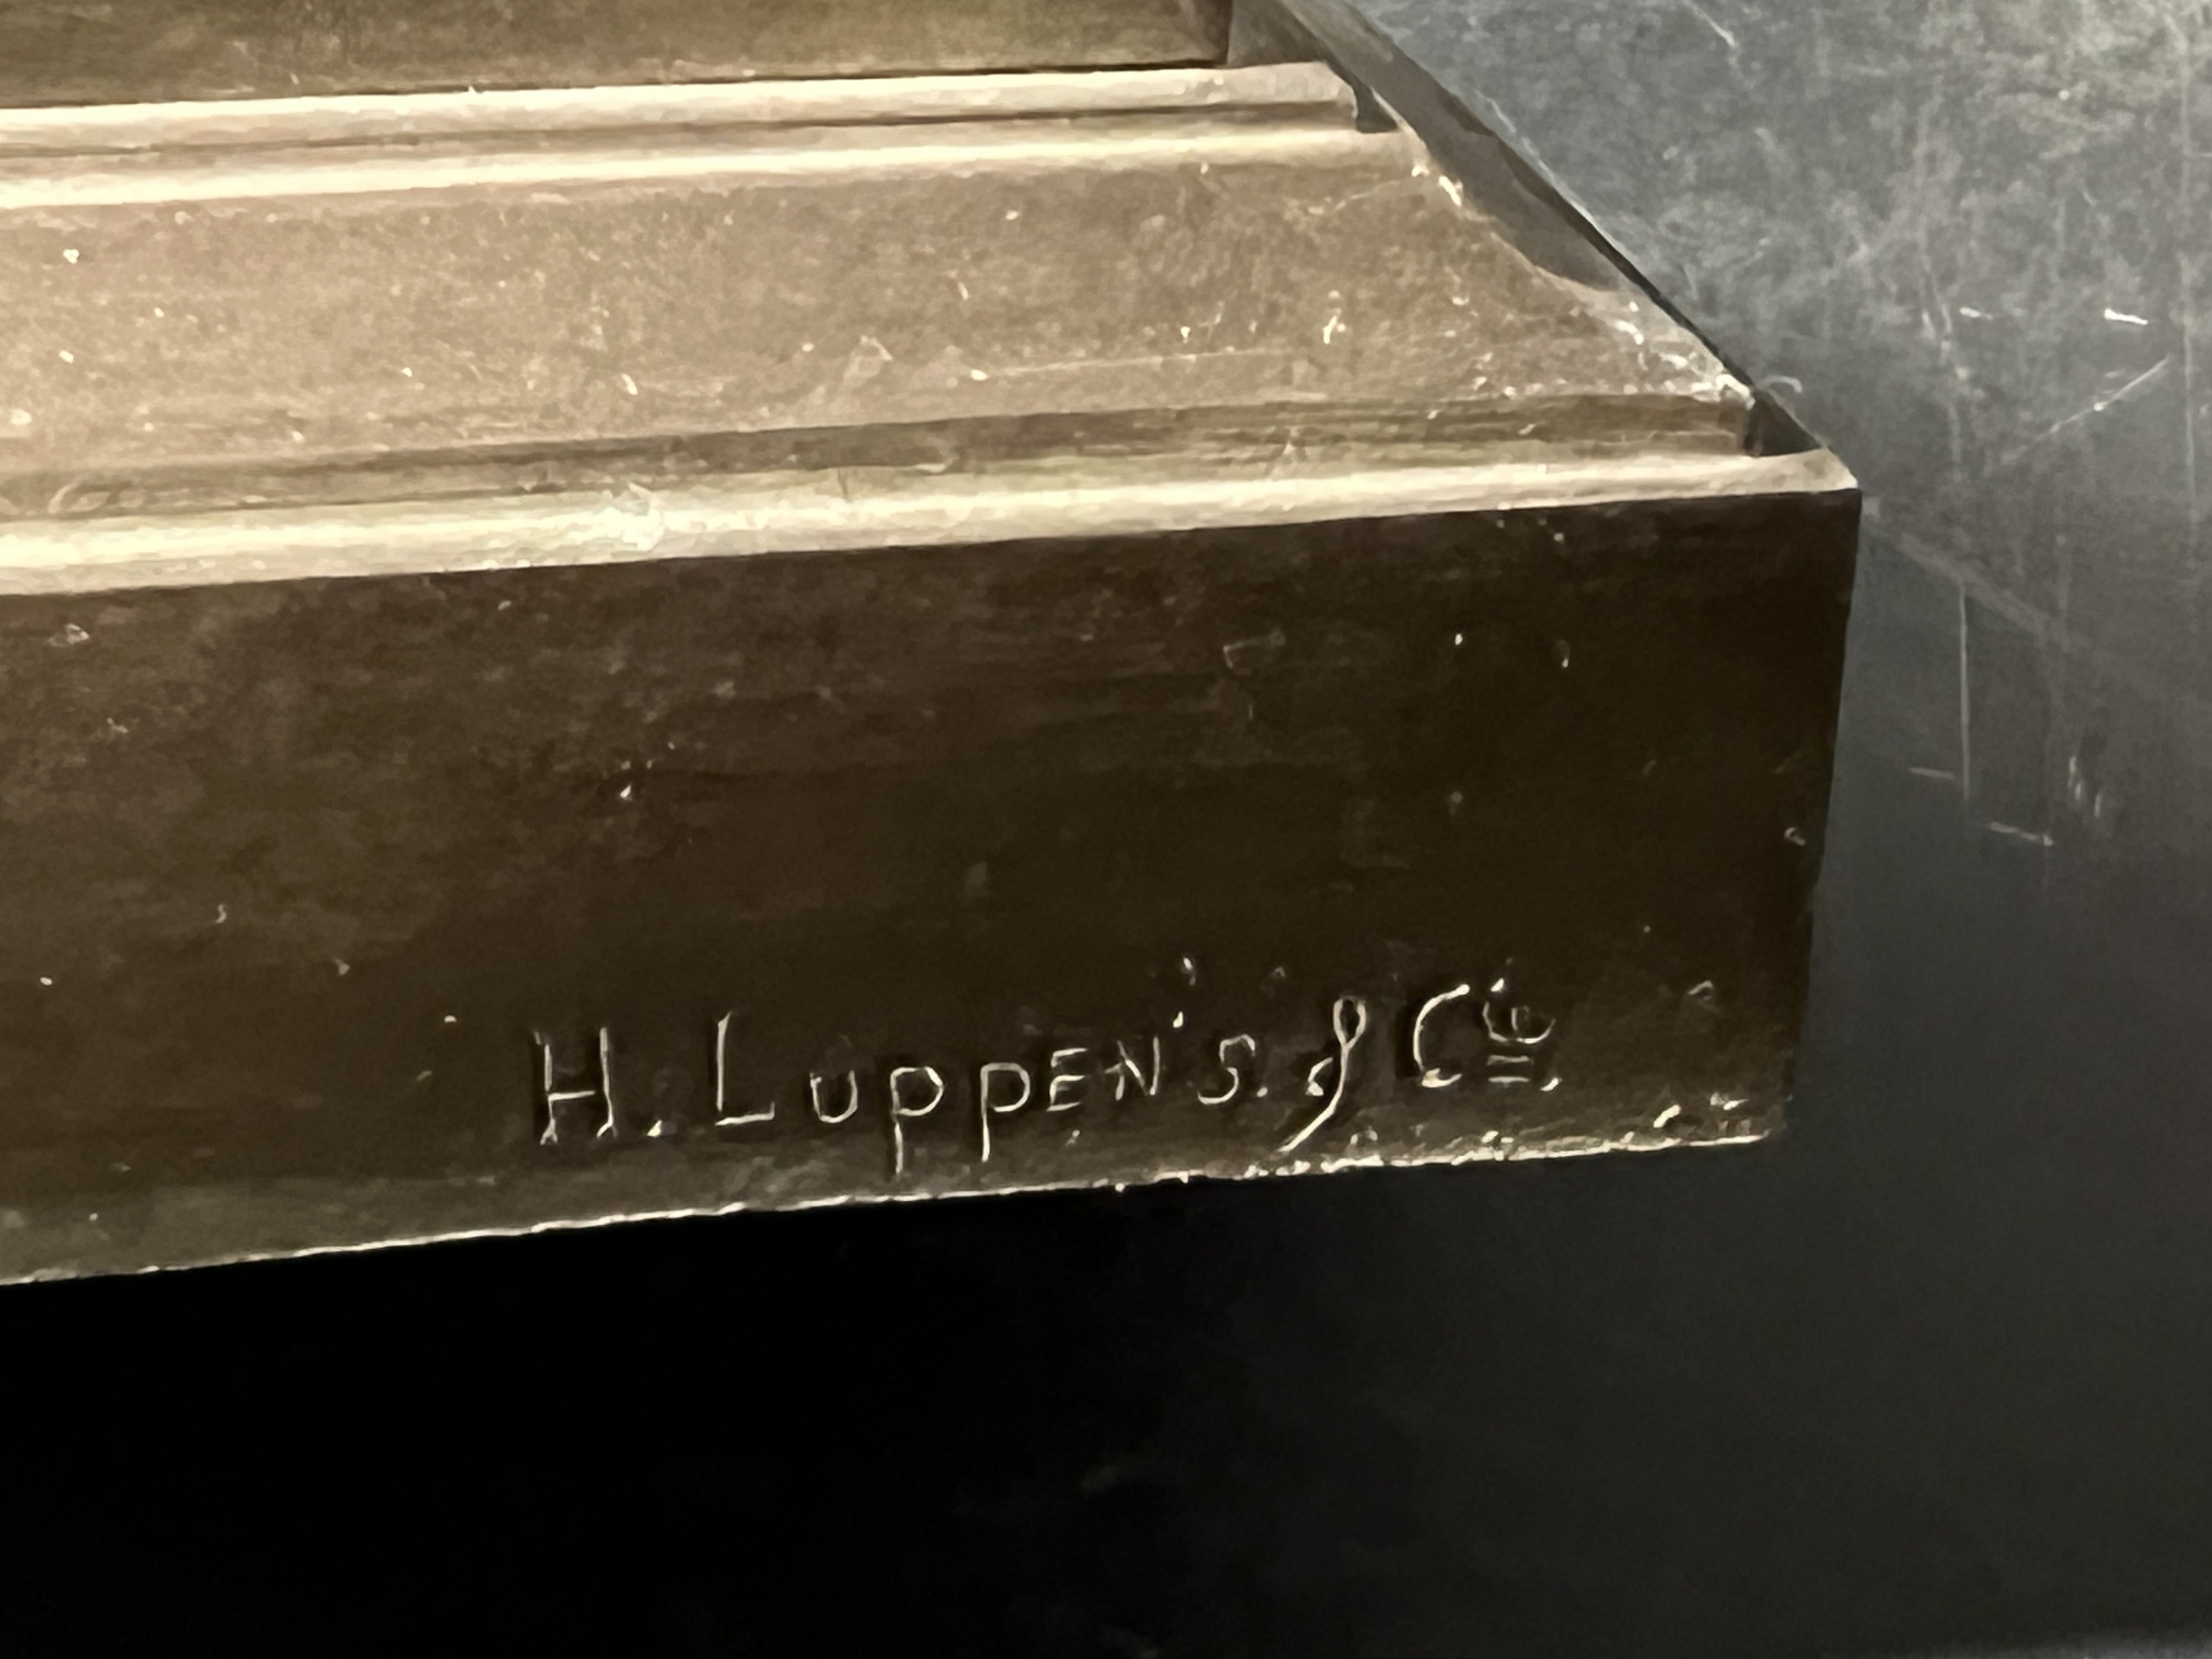 H. LUPPEN'S. & Cie.